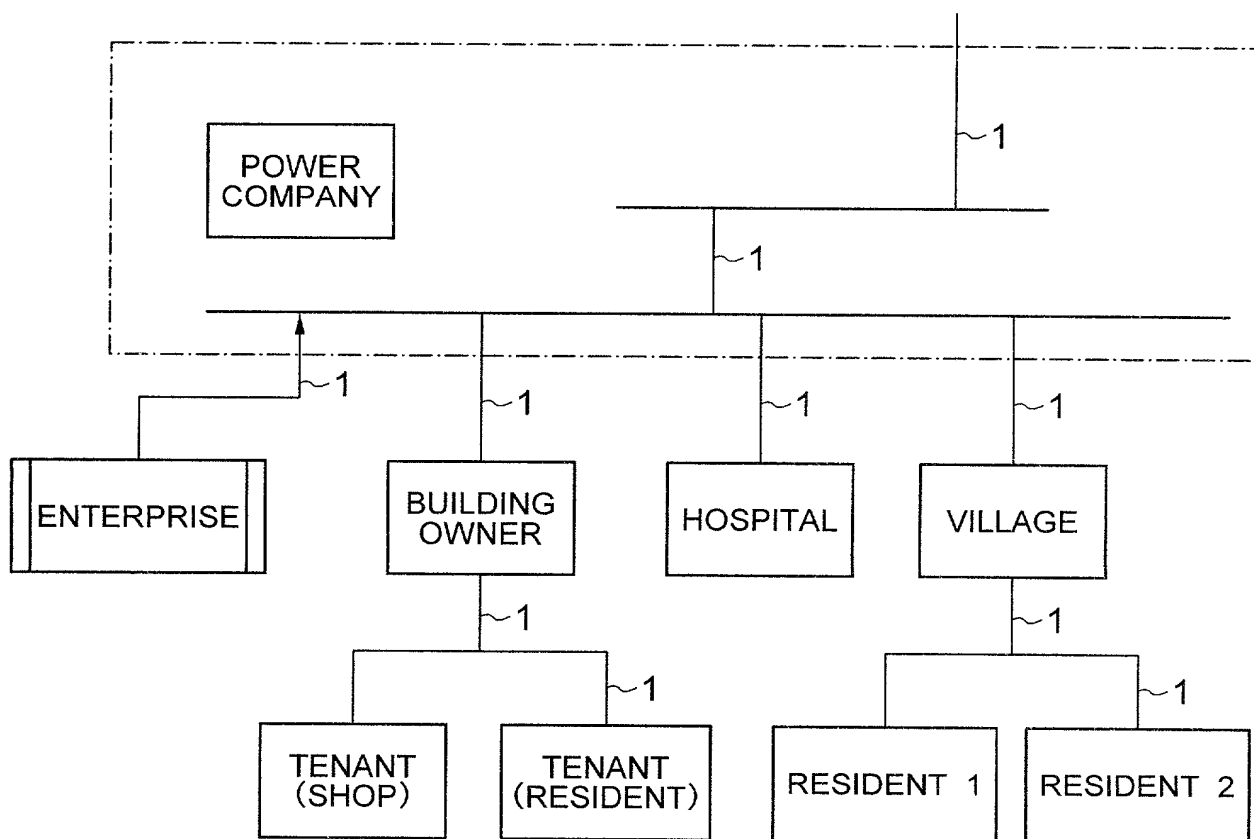 1
POWER
COMPANY
1
1
1
1
1
ENTERPRISE
BUILDING
OWNER
HOSPITAL
VILLAGE
1
1
1
1
TENANT
(SHOP)
TENANT
(RESIDENT)
RESIDENT 1
RESIDENT 2